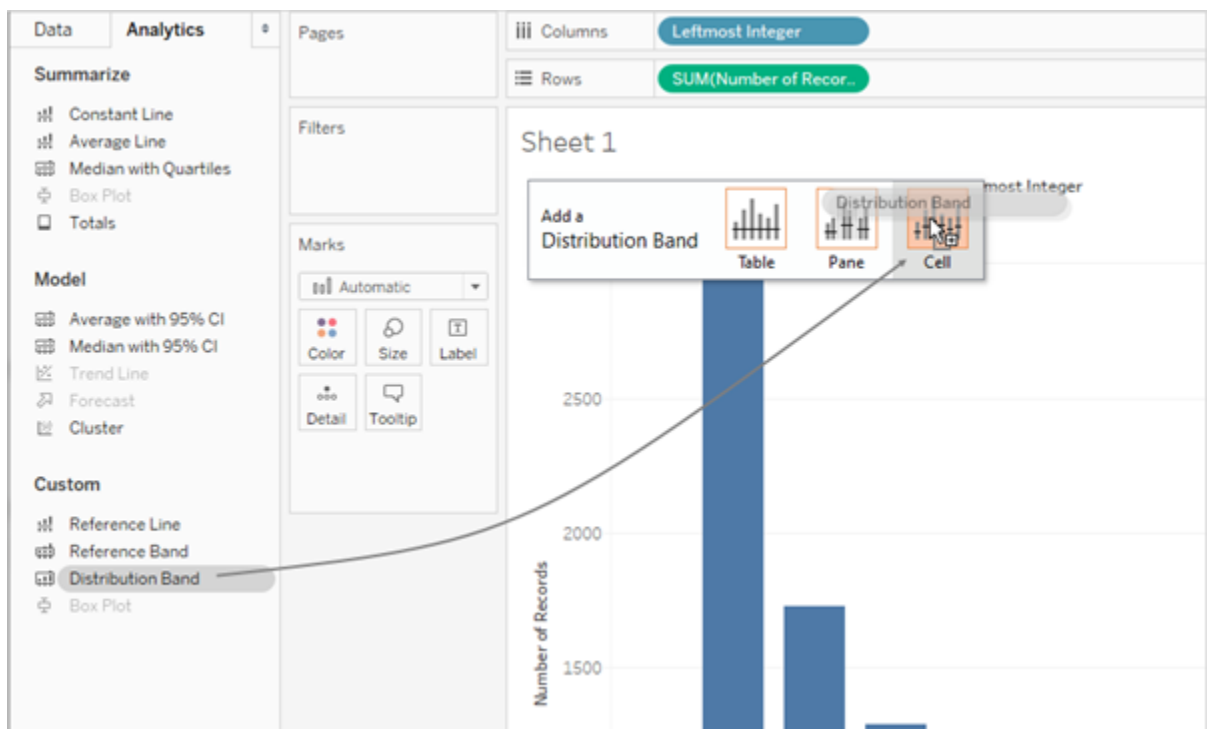 Data
Analytics
Summarize
Constant Line
Average Line
Median with Quartiles
Box Plot
Totals
Model
Average with 95% CI
Median with 95% CI
Trend Line
Forecast
Cluster
Custom
Reference Line
Reference Band
Distribution Band
Box Plot
Pages
Filters
Marks
Automatic
Color
Size
Label
Detail
Tooltip
Columns
Leftmost Integer
Rows
SUM(Number of Recor..
Sheet 1
most Integer
Distribution Band
Add a
Distribution Band
Table
Pane
Cell
2500
2000
1500
Number of Records